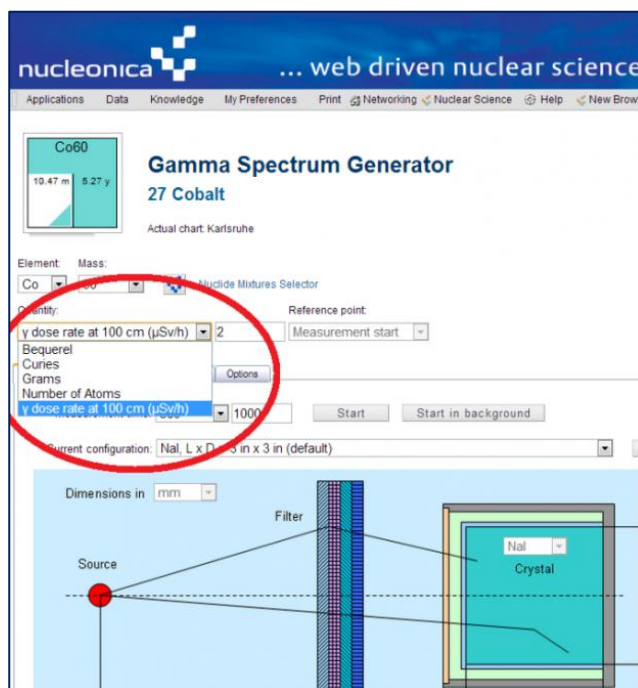 nucleonica ... web driven nuclear science
Applications Data Knowledge My Preferences Print Networking Nuclear Science Help New Brow
Co60
10.47 m 5.27 y
Gamma Spectrum Generator
27 Cobalt
Actual chart: Karlsruhe
Element: Mass:
Co Nuclide Mixtures Selector
Quantity: Reference point:
γ dose rate at 100 cm (µSv/h) 2 Measurement start
Bequerel
Curies
Grams
Number of Atoms
γ dose rate at 100 cm (µSv/h)
Options
1000 Start Start in background
Current configuration: NaI, L x D = 3 in x 3 in (default)
Dimensions in mm
Filter
NaI
Source
Crystal